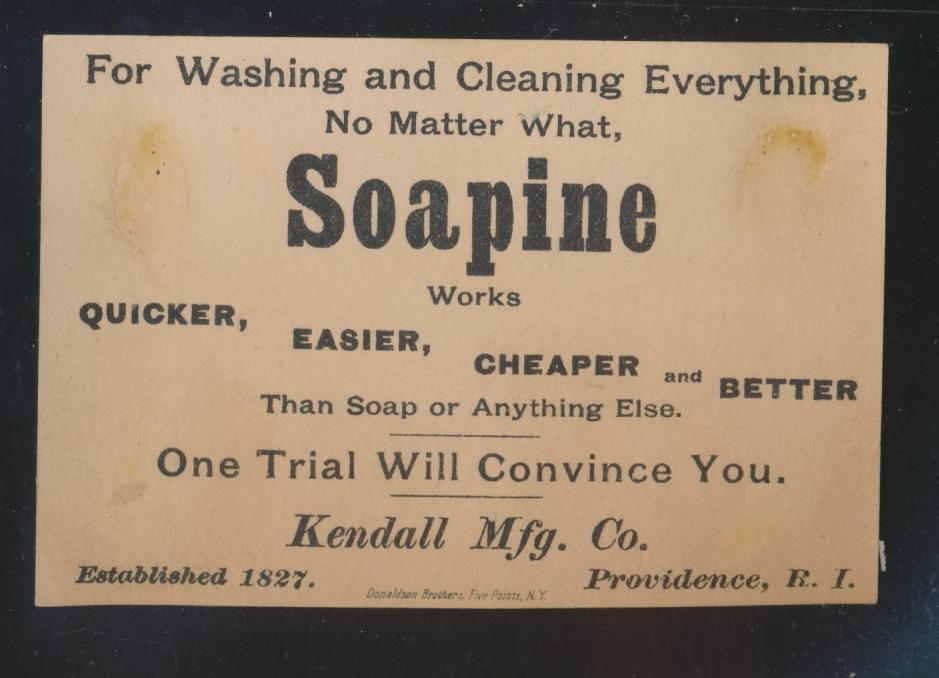 For Washing and Cleaning Everything,
No Matter What,
Soapine
Works
QUICKER,
EASIER,
CHEAPER and BETTER
Than Soap or Anything Else.
One Trial Will Convince You.
Kendall Mfg. Co.
Established 1827. Providence, R. I.
Donaldson Brothers, Five Points, N.Y.